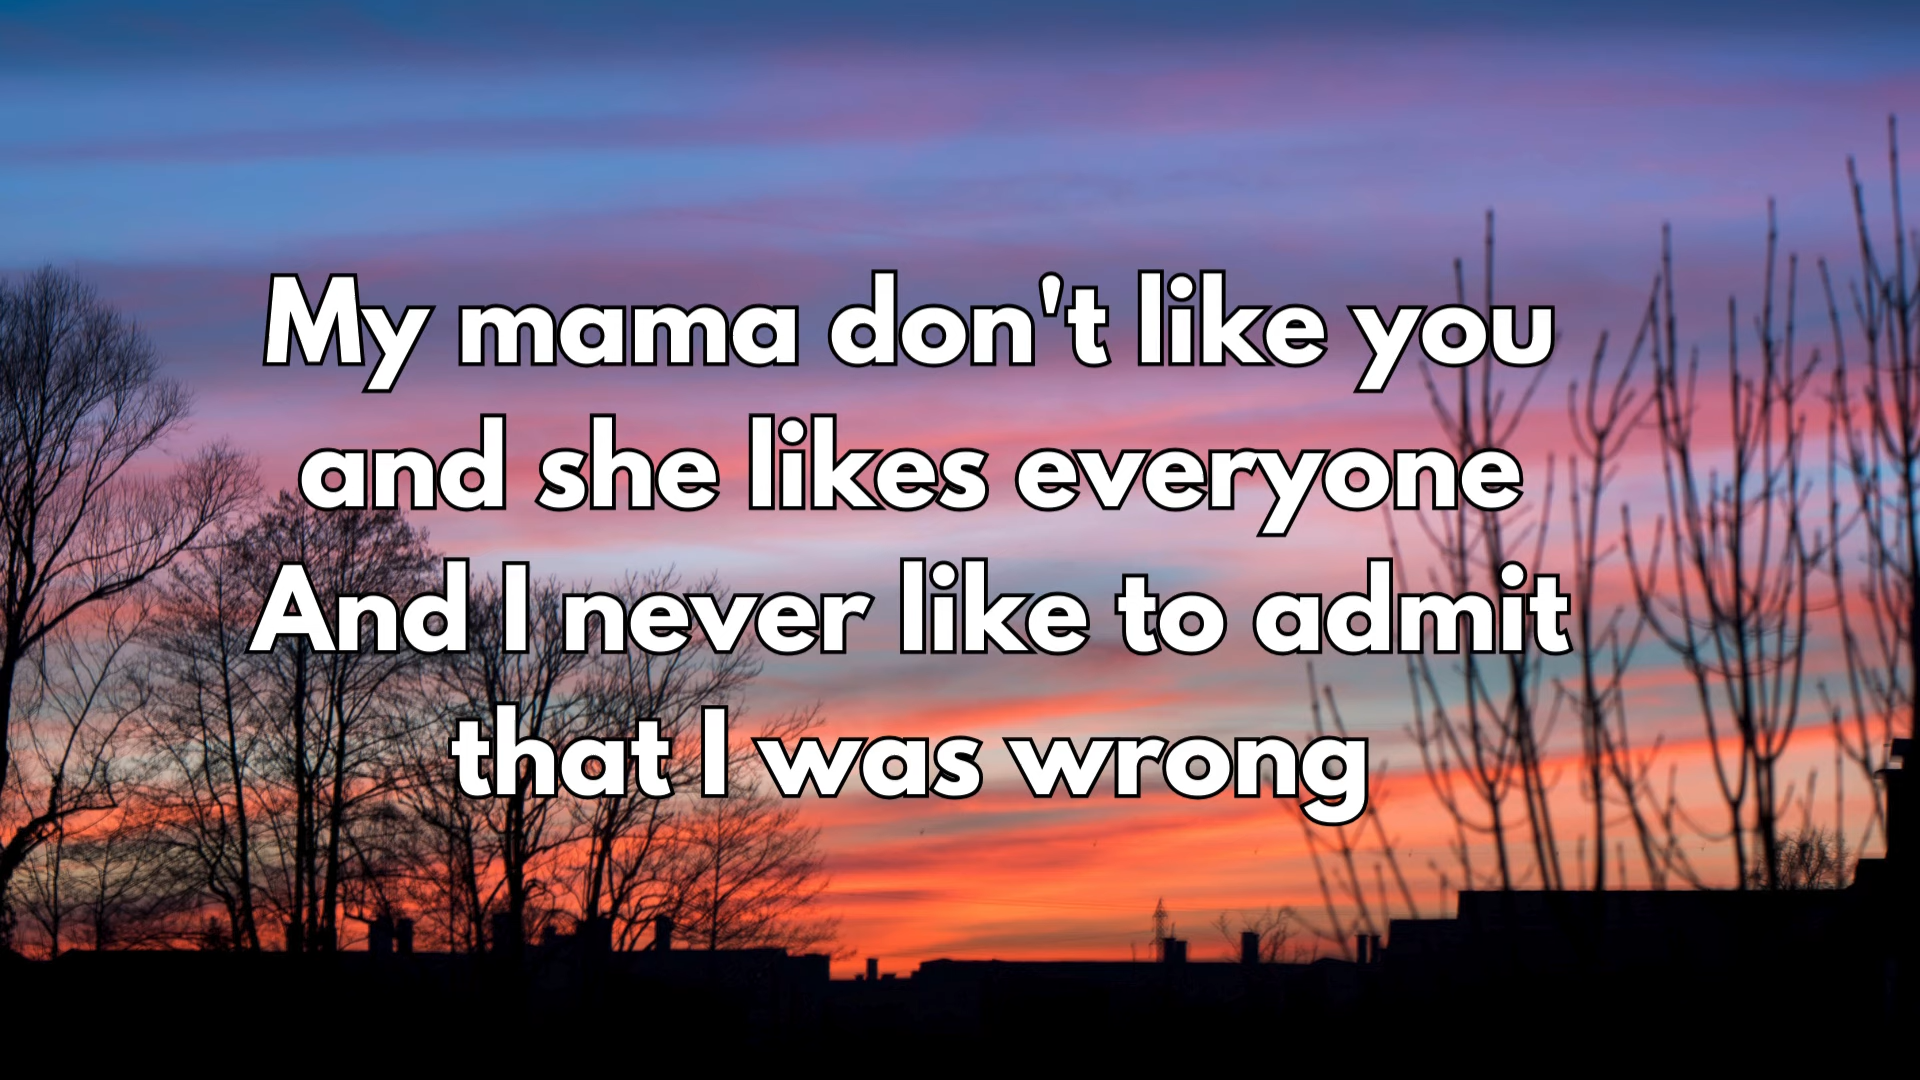 My mama don't like you
and she likes everyone
And I never like to admit
that I was wrong